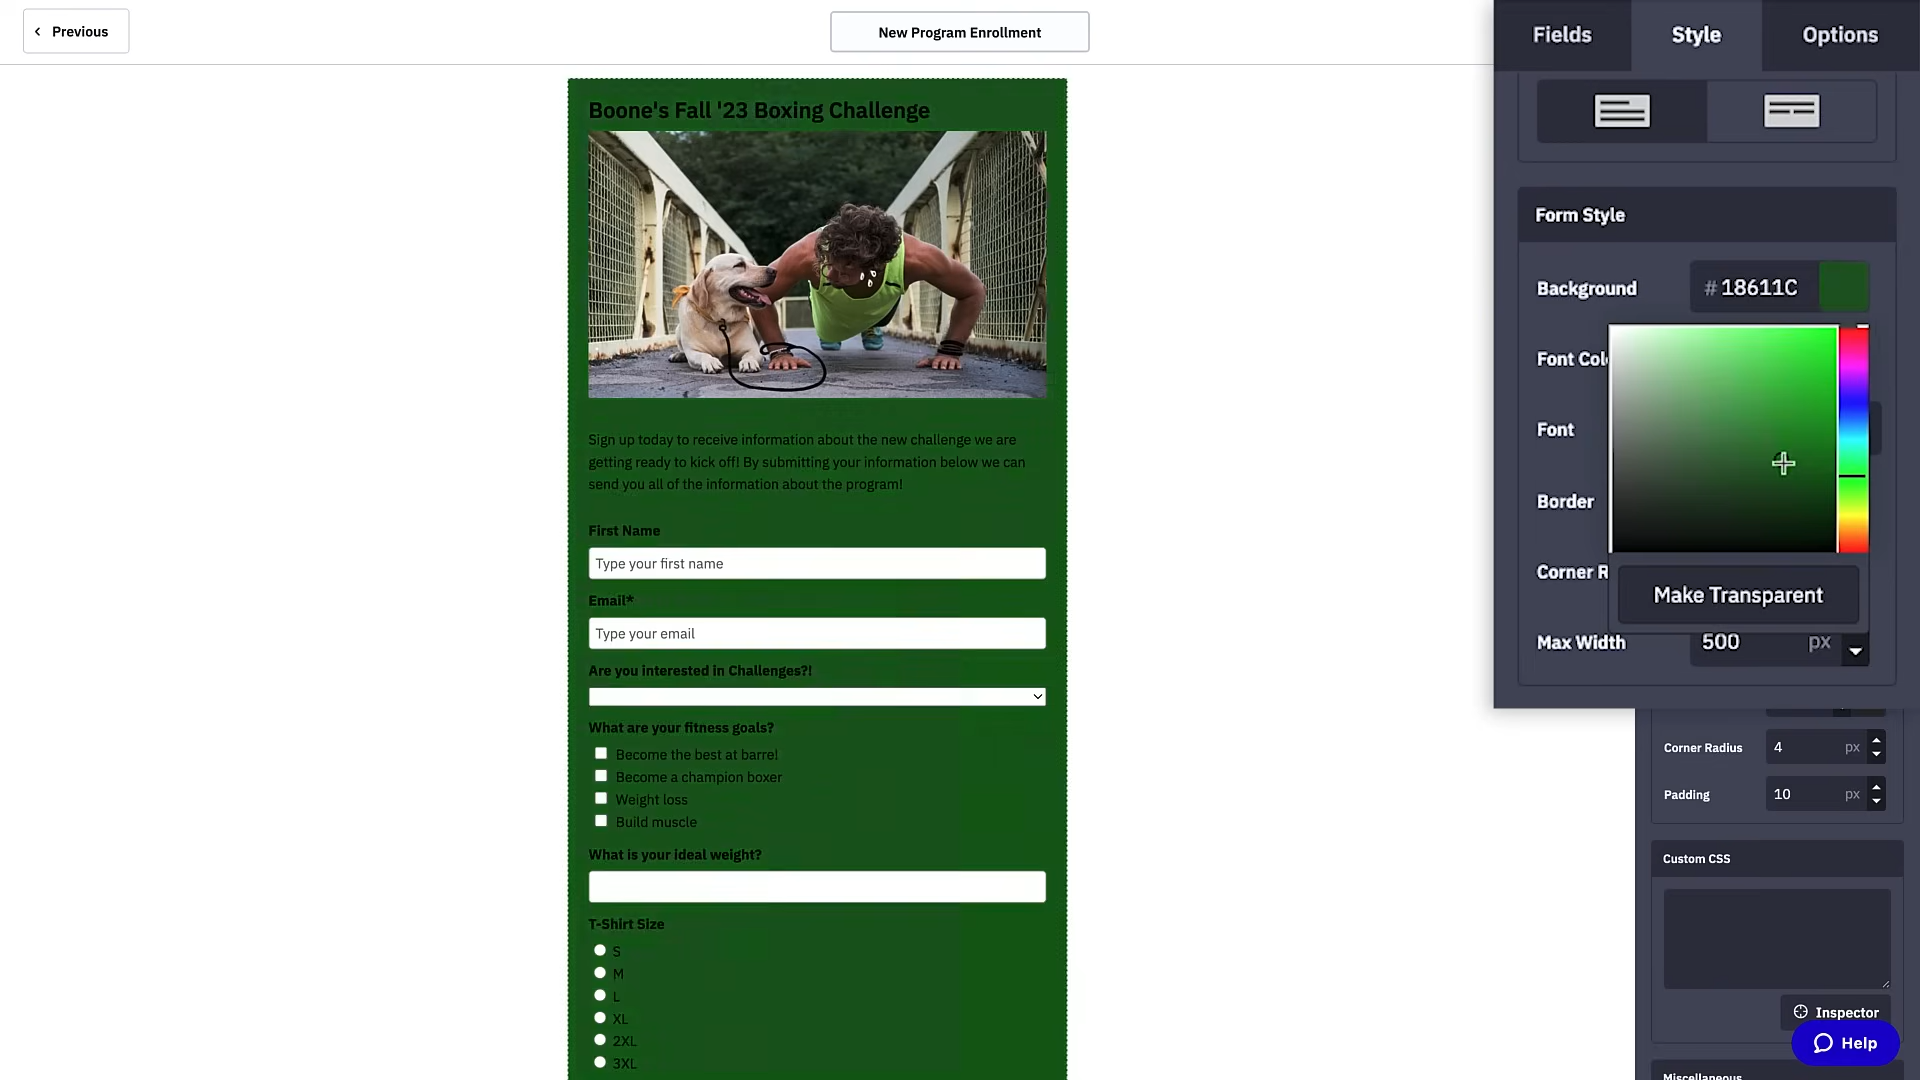 Previous
New Program Enrollment
Fields
Style
Options
Boone's Fall '23 Boxing Challenge
Sign up today to receive information about the new challenge we are
getting ready to kick off! By submitting your information below we can
send you all of the information about the program!
First Name
Type your first name
Email*
Type your email
Are you interested in Challenges?!
What are your fitness goals?
Become the best at barrel
Become a champion boxer
Weight loss
Build muscle
What is your ideal weight?
T-Shirt Size
S
M
L
XL
2XL
3XL
Form Style
Background
#18611C
Font Col
Font
Border
Corner R
Make Transparent
Max Width
500 px
Corner Radius
4 px
Padding
10 px
Custom CSS
Inspector
Help
Miscellaneous